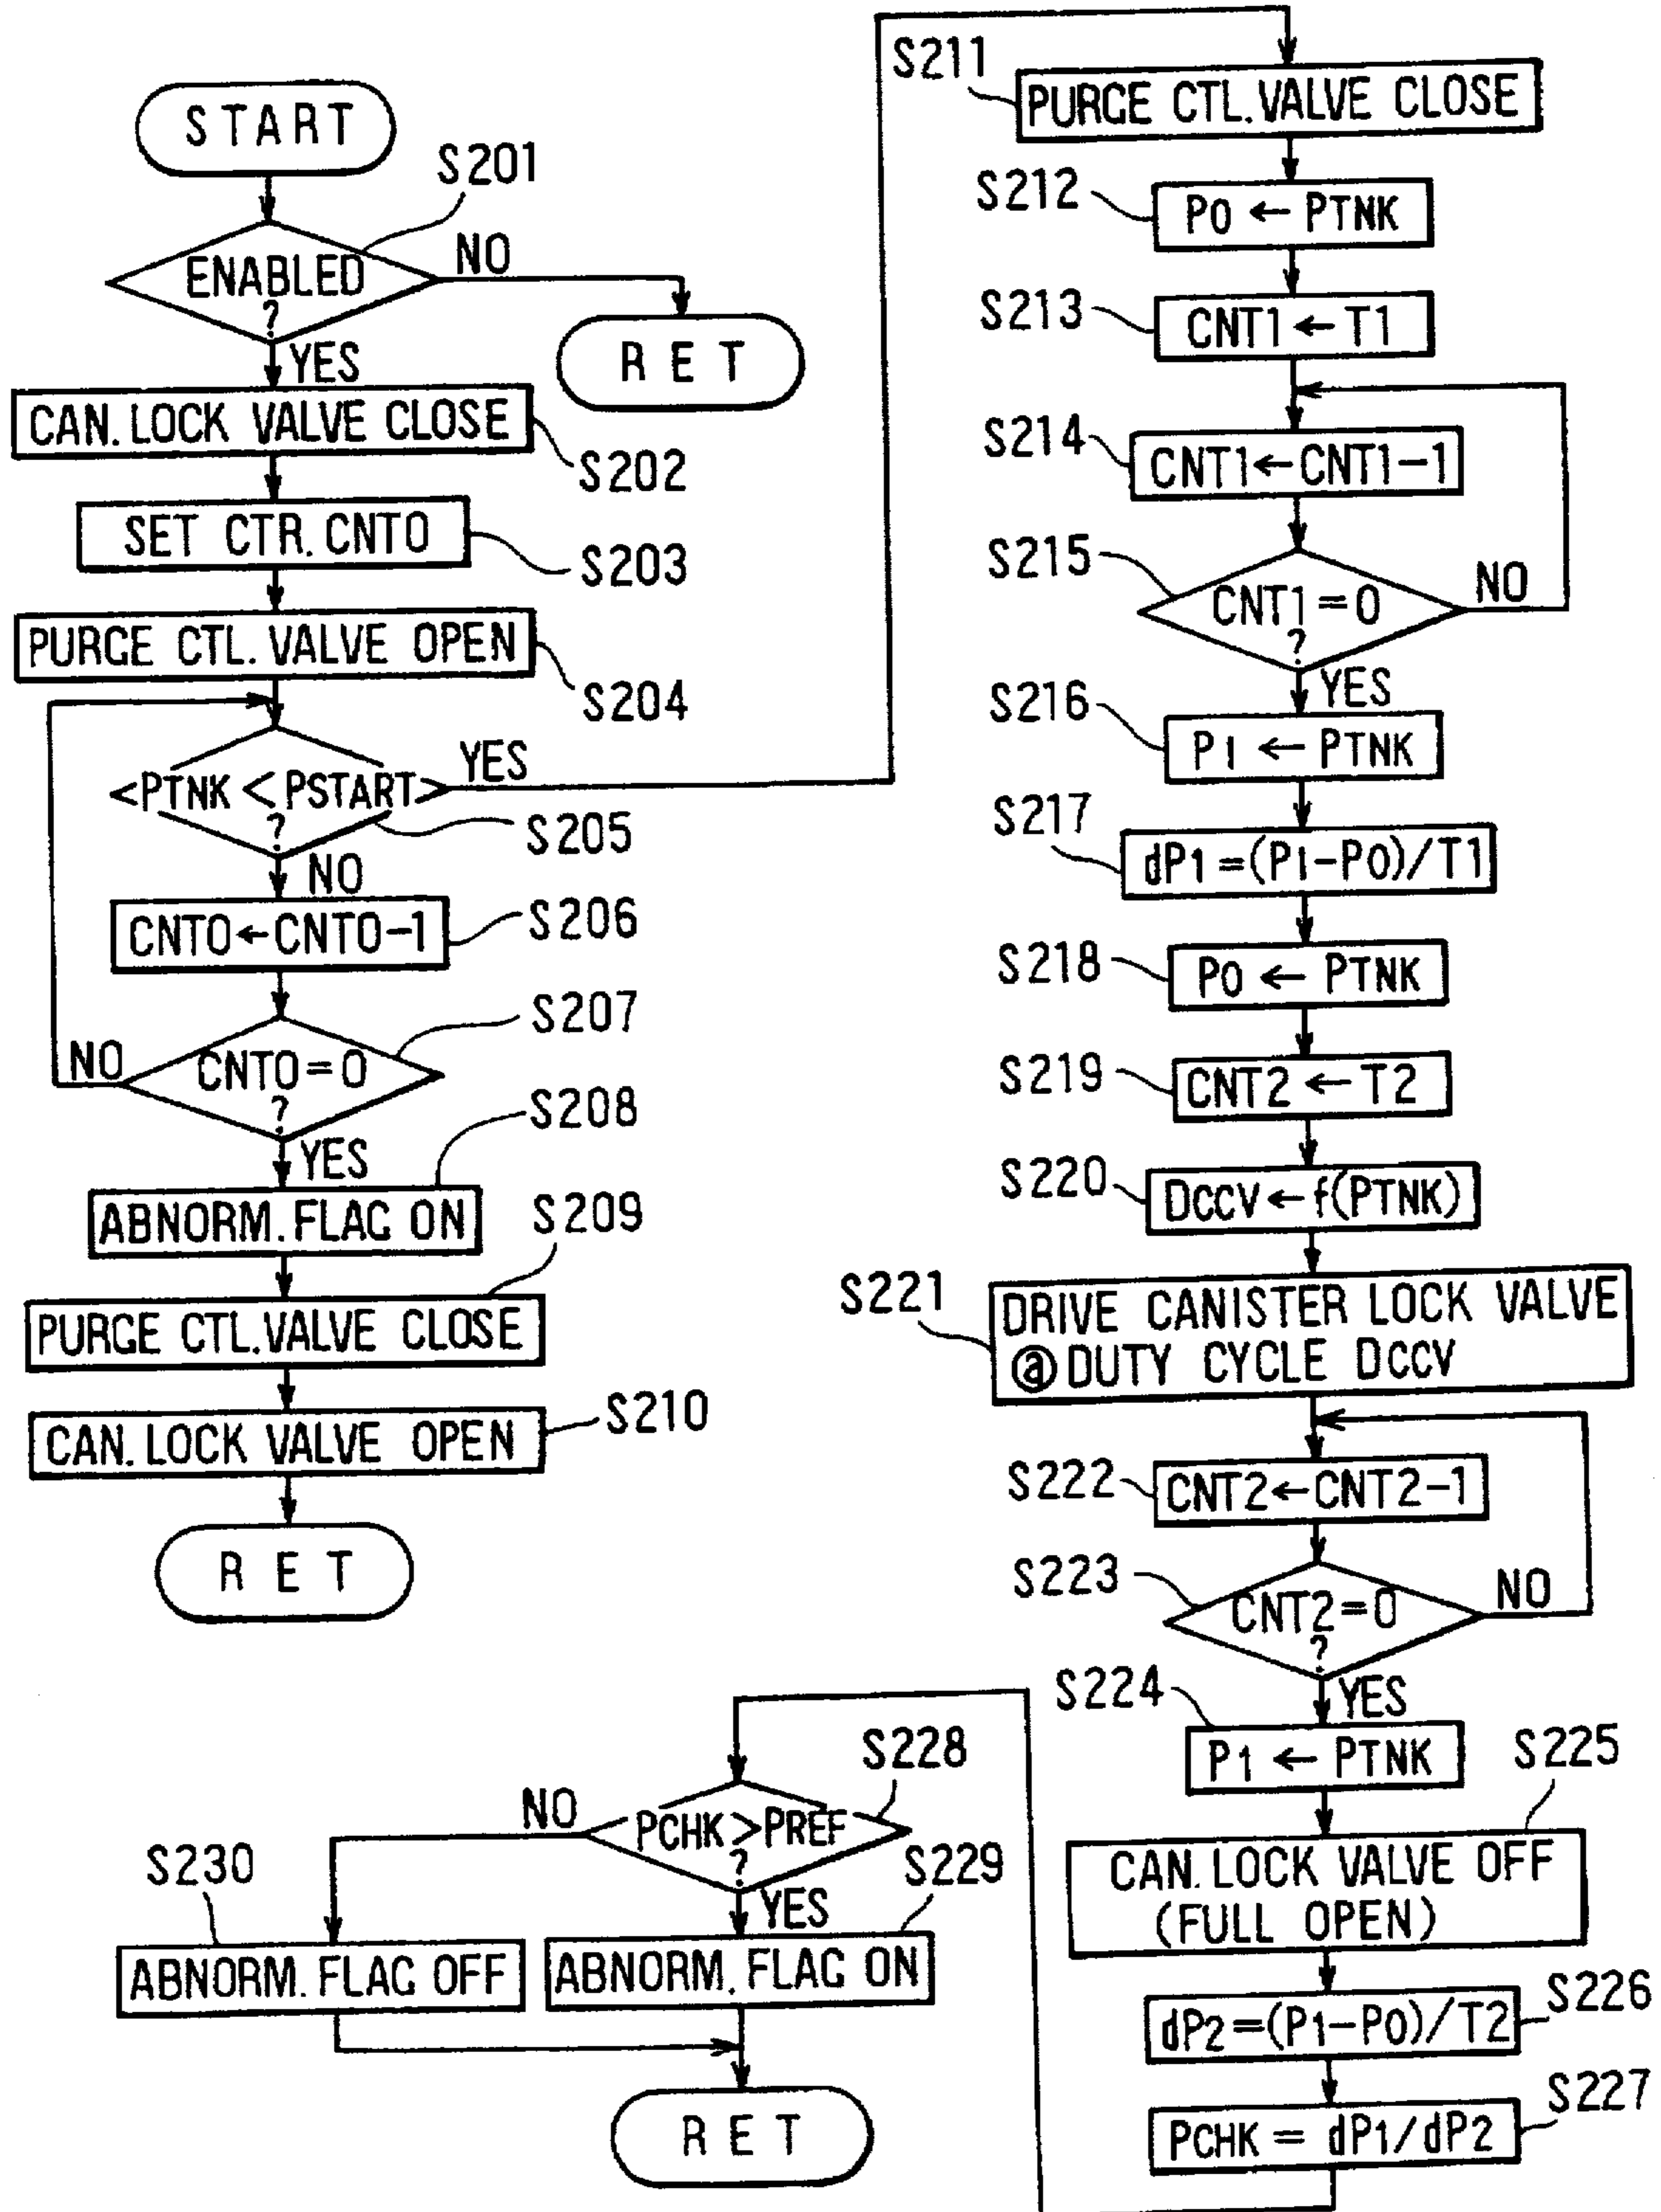 START
S201
ENABLED
?
NO
RET
YES
CAN. LOCK VALVE CLOSE
S202
SET CTR. CNT0
S203
PURGE CTL. VALVE OPEN
S204
<PTNK < PSTART>
?
YES
S205
NO
CNT0←CNT0-1
S206
S207
CNT0=0
?
NO
YES
S208
ABNORM. FLAG ON
S209
PURGE CTL. VALVE CLOSE
CAN. LOCK VALVE OPEN
S210
RET
S211
PURGE CTL. VALVE CLOSE
S212
P0 ← PTNK
S213
CNT1 ← T1
S214
CNT1←CNT1-1
S215
CNT1=0
?
NO
YES
S216
P1 ← PTNK
S217
dP1=(P1-P0)/T1
S218
P0 ← PTNK
S219
CNT2 ← T2
S220
DCCV←f(PTNK)
S221
DRIVE CANISTER LOCK VALVE
@ DUTY CYCLE DCCV
S222
CNT2←CNT2-1
S223
CNT2=0
?
NO
YES
S224
P1 ← PTNK
S225
CAN. LOCK VALVE OFF
(FULL OPEN)
S226
dP2=(P1-P0)/T2
S227
PCHK = dP1/dP2
S228
PCHK>PREF
?
NO
YES
S229
ABNORM. FLAG ON
S230
ABNORM. FLAG OFF
RET